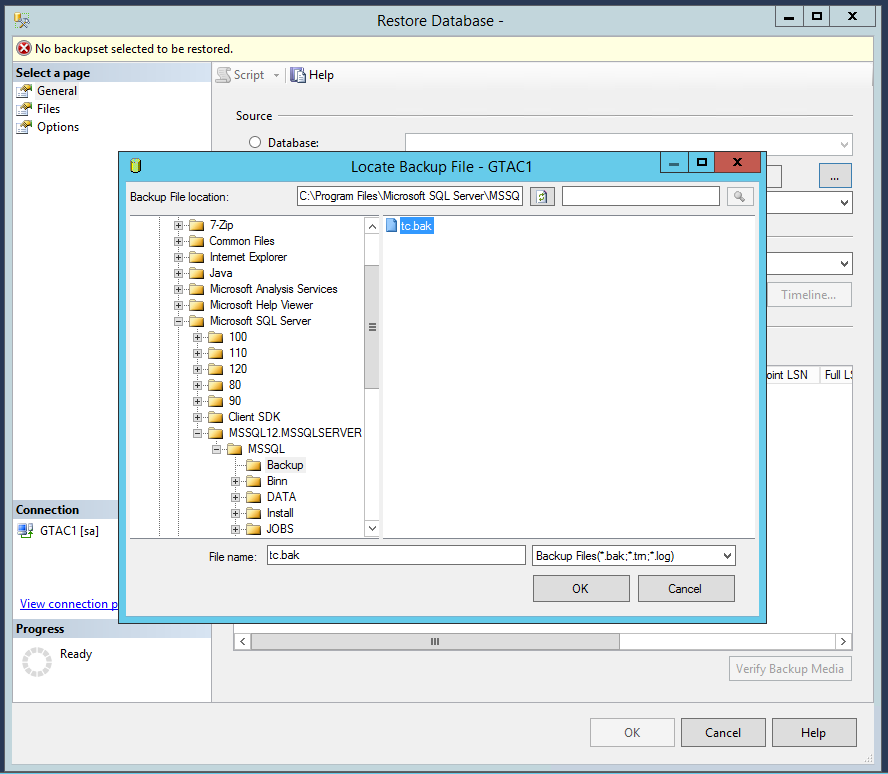 Restore Database -
No backupset selected to be restored.
Select a page
General
Files
Options
Script
Help
Source
Database:
...
Timeline...
oint LSN
Full LS
Locate Backup File - GTAC1
Backup File location:
C:\Program Files\Microsoft SQL Server\MSSQ
7-Zip
Common Files
Internet Explorer
Java
Microsoft Analysis Services
Microsoft Help Viewer
Microsoft SQL Server
100
110
120
80
90
Client SDK
MSSQL12.MSSQLSERVER
MSSQL
Backup
Binn
DATA
Install
JOBS
tc.bak
File name:
tc.bak
Backup Files(*.bak;*.trn;*.log)
OK
Cancel
Connection
GTAC1 [sa]
View connection p
Progress
Ready
Verify Backup Media
OK
Cancel
Help